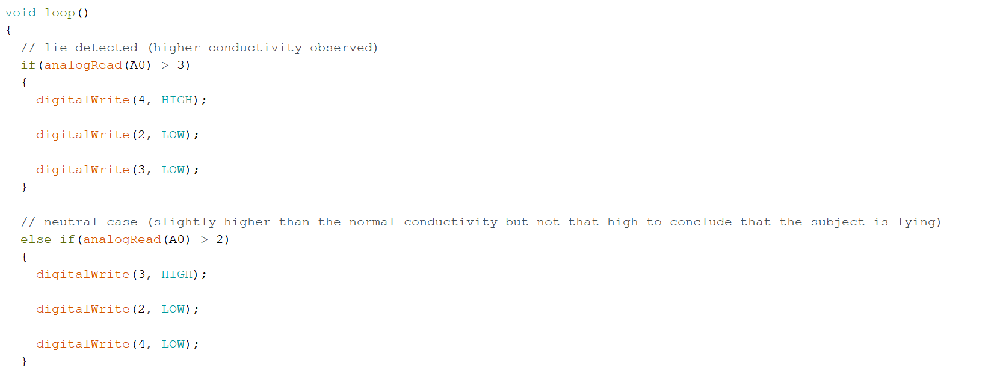 void loop()
{
  // lie detected (higher conductivity observed)
  if(analogRead(A0) > 3)
  {
    digitalWrite(4, HIGH);

    digitalWrite(2, LOW);

    digitalWrite(3, LOW);
  }

  // neutral case (slightly higher than the normal conductivity but not that high to conclude that the subject is lying)
  else if(analogRead(A0) > 2)
  {
    digitalWrite(3, HIGH);

    digitalWrite(2, LOW);

    digitalWrite(4, LOW);
  }